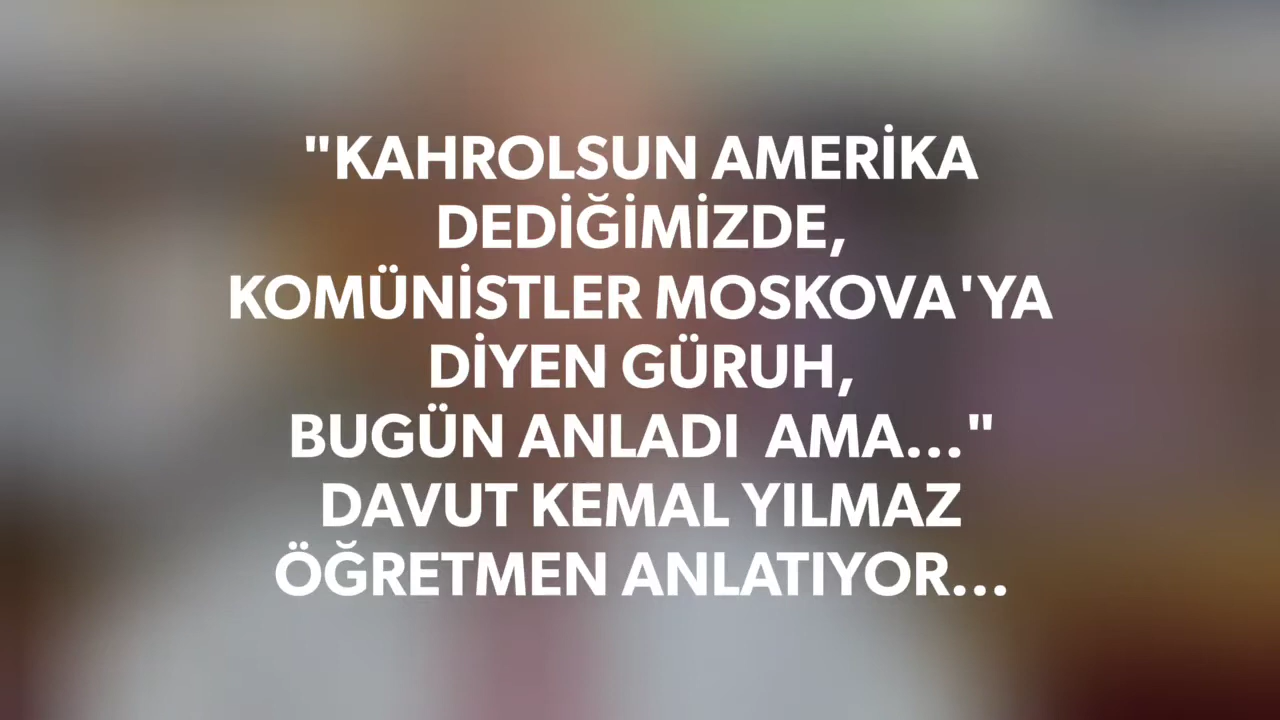 "KAHROLSUN AMERİKA
DEDİĞİMİZDE,
KOMÜNİSTLER MOSKOVA'YA
DİYEN GÜRUH,
BUGÜN ANLADI  AMA..."
DAVUT KEMAL YILMAZ
ÖĞRETMEN ANLATIYOR...